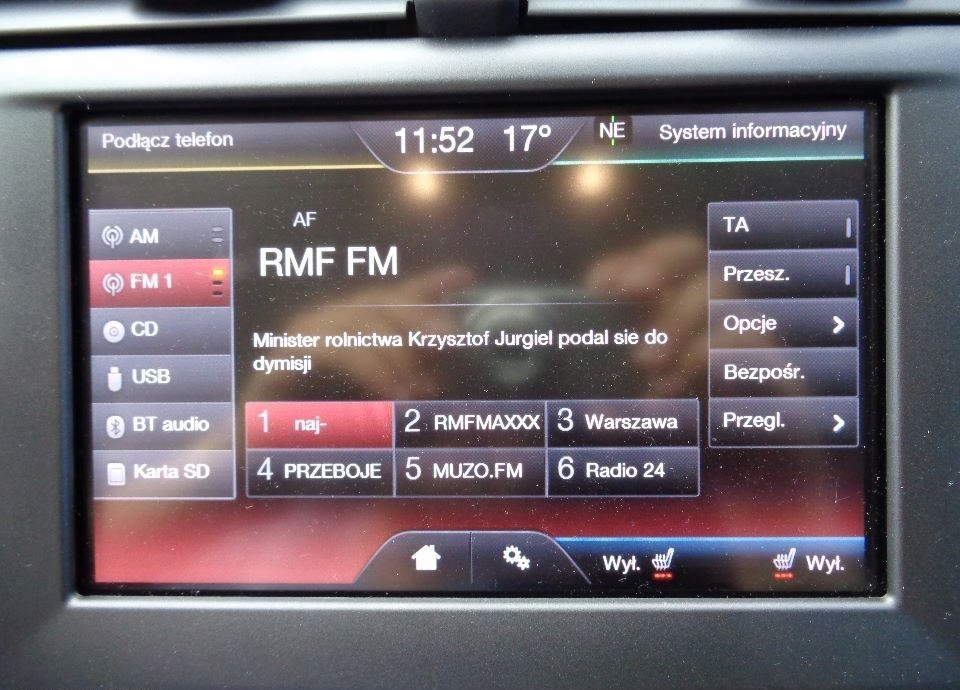 Podłącz telefon
11:52 17°
NE
System informacyjny
AM
FM 1
CD
USB
BT audio
Karta SD
AF
RMF FM
Minister rolnictwa Krzysztof Jurgiel podal sie do
dymisji
1 naj-
2 RMFMAXXX
3 Warszawa
4 PRZEBOJE
5 MUZO.FM
6 Radio 24
TA
Przesz.
Opcje
Bezpośr.
Przegl.
Wył.
Wył.